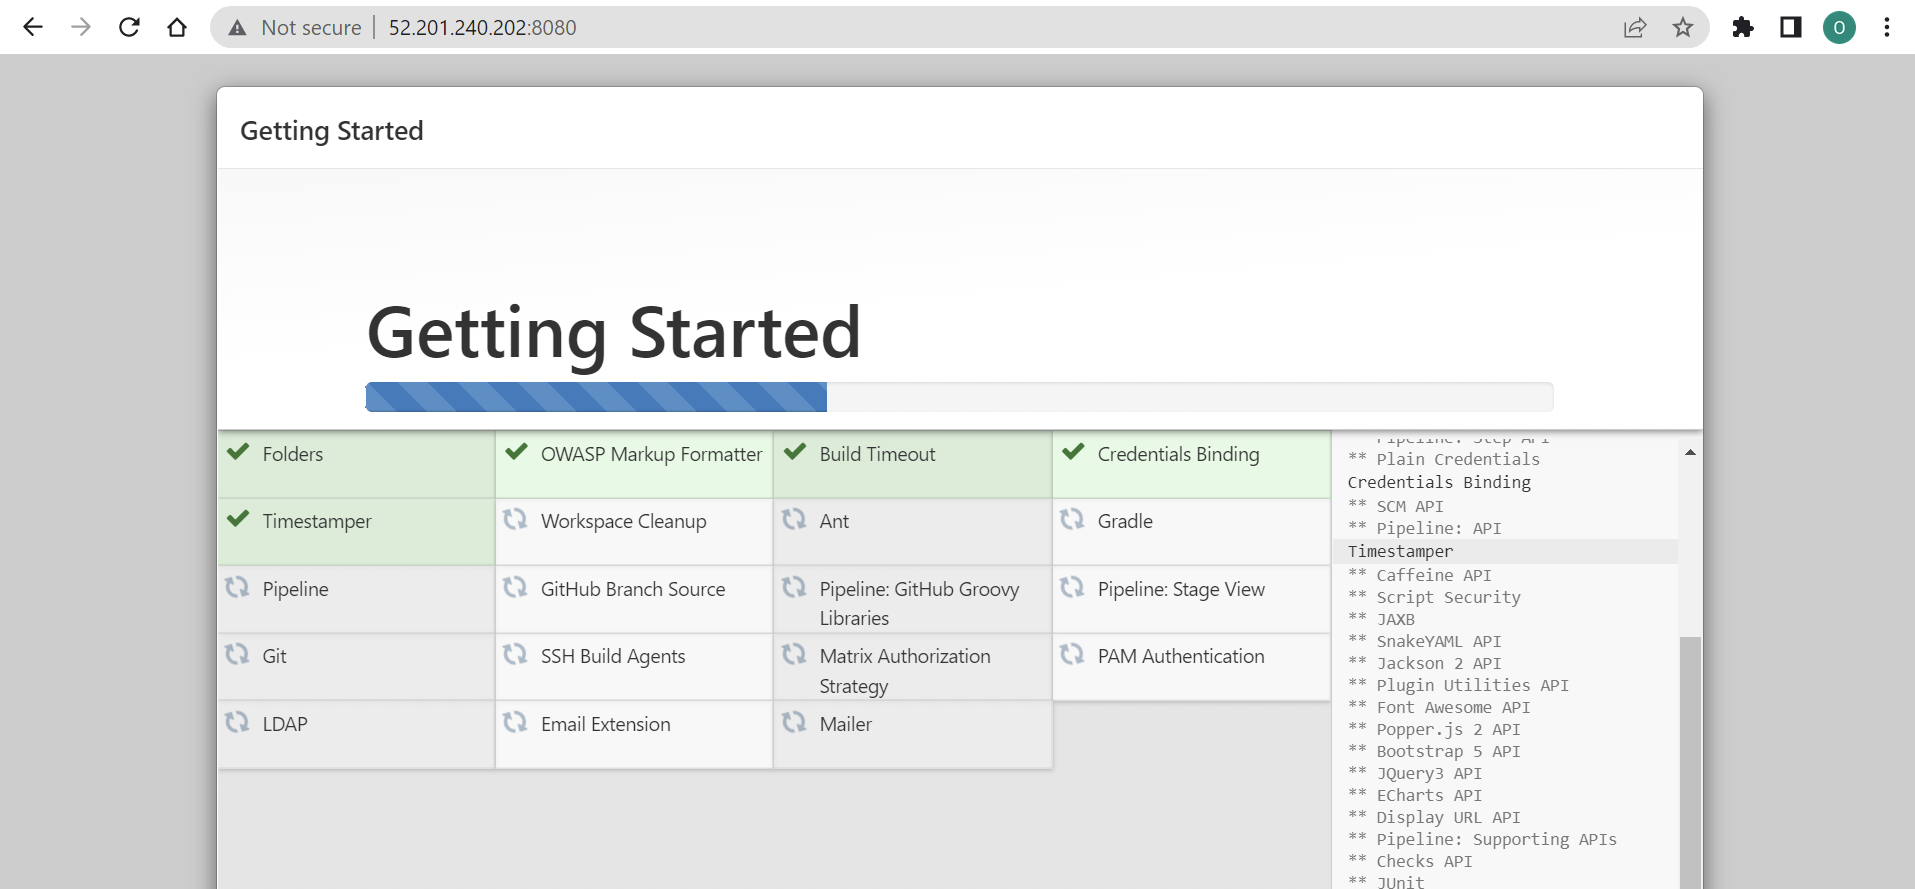 Not secure | 52.201.240.202:8080
O
Getting Started
Getting Started
Folders
OWASP Markup Formatter
Build Timeout
Credentials Binding
Timestamper
Workspace Cleanup
Ant
Gradle
Pipeline
GitHub Branch Source
Pipeline: GitHub Groovy
Libraries
Pipeline: Stage View
Git
SSH Build Agents
Matrix Authorization
Strategy
PAM Authentication
LDAP
Email Extension
Mailer
** Pipeline: Step API
** Plain Credentials
Credentials Binding
** SCM API
** Pipeline: API
Timestamper
** Caffeine API
** Script Security
** JAXB
** SnakeYAML API
** Jackson 2 API
** Plugin Utilities API
** Font Awesome API
** Popper.js 2 API
** Bootstrap 5 API
** JQuery3 API
** ECharts API
** Display URL API
** Pipeline: Supporting APIs
** Checks API
** JUnit